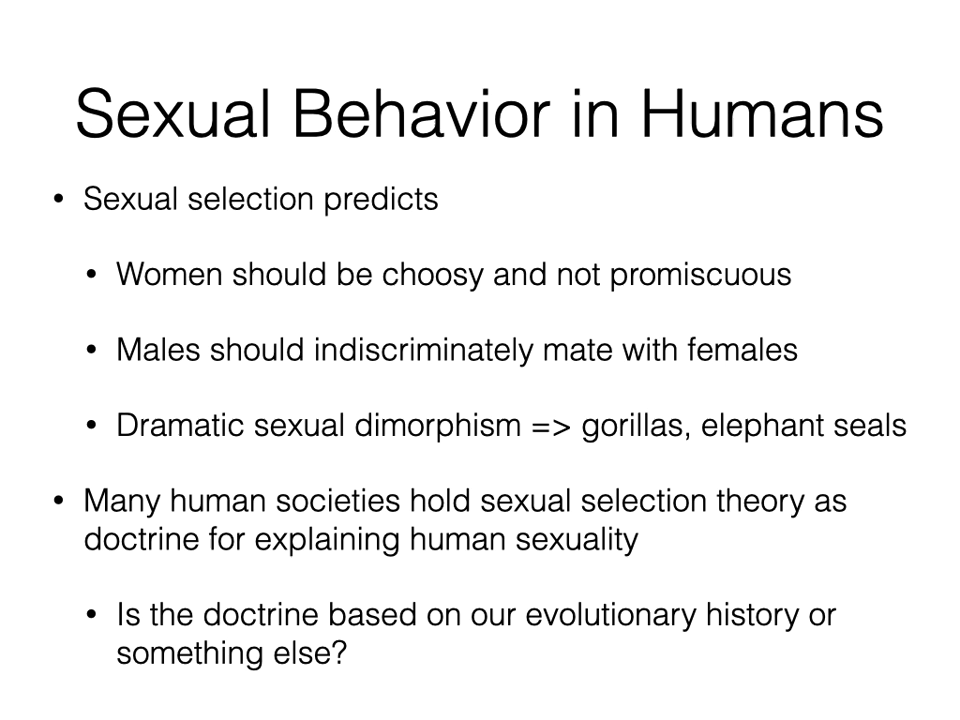 Sexual Behavior in Humans
• Sexual selection predicts
• Women should be choosy and not promiscuous
• Males should indiscriminately mate with females
• Dramatic sexual dimorphism => gorillas, elephant seals
• Many human societies hold sexual selection theory as
doctrine for explaining human sexuality
• Is the doctrine based on our evolutionary history or
something else?